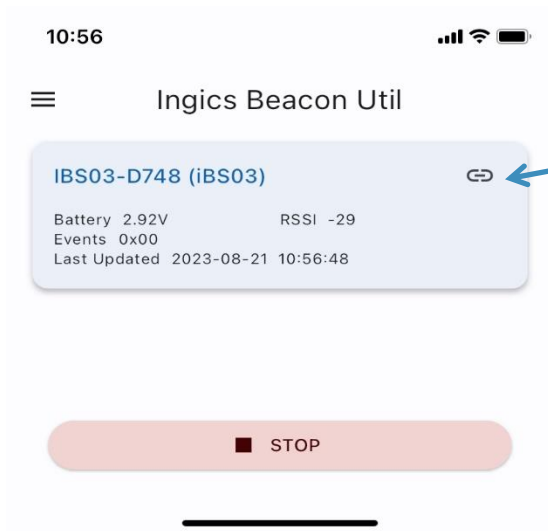 10:56
Ingics Beacon Util
IBS03-D748 (iBS03)
Battery 2.92V RSSI -29
Events 0x00
Last Updated 2023-08-21 10:56:48
STOP